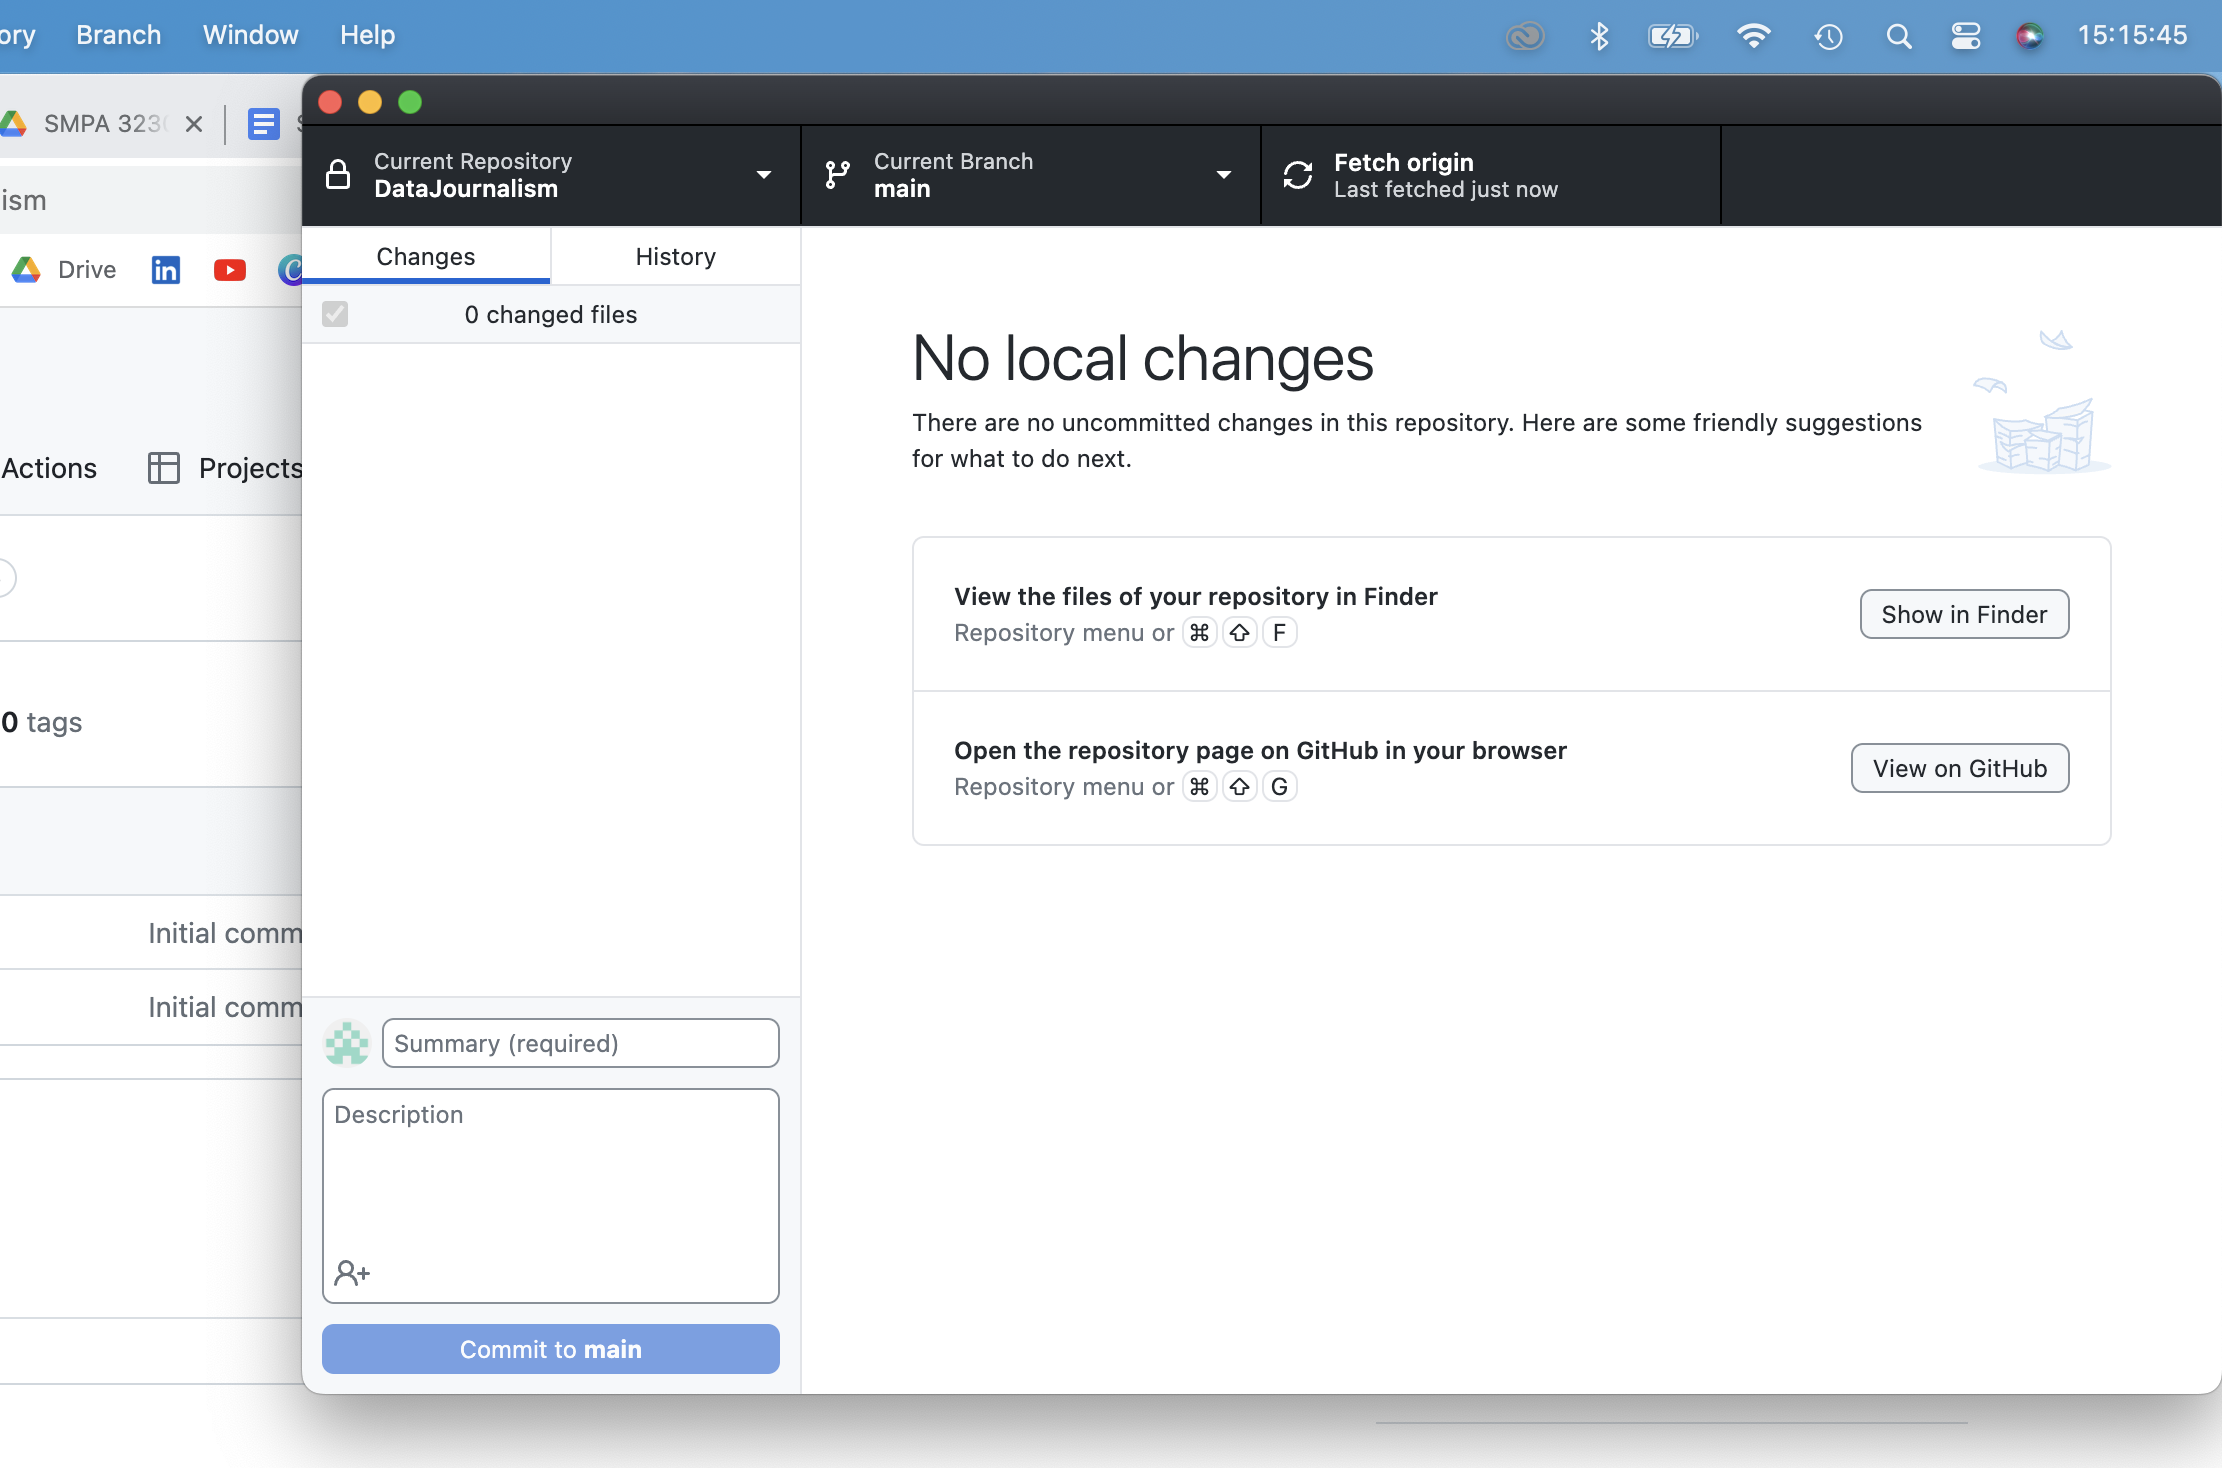 ory Branch Window Help 15:15:45
SMPA 323
ism
Drive
Actions Projects
0 tags
Initial comm
Initial comm
Current Repository
DataJournalism
Current Branch
main
Fetch origin
Last fetched just now
Changes History
0 changed files
No local changes
There are no uncommitted changes in this repository. Here are some friendly suggestions
for what to do next.
View the files of your repository in Finder
Repository menu or ⌘ ⇧ F
Show in Finder
Open the repository page on GitHub in your browser
Repository menu or ⌘ ⇧ G
View on GitHub
Summary (required)
Description
Commit to main